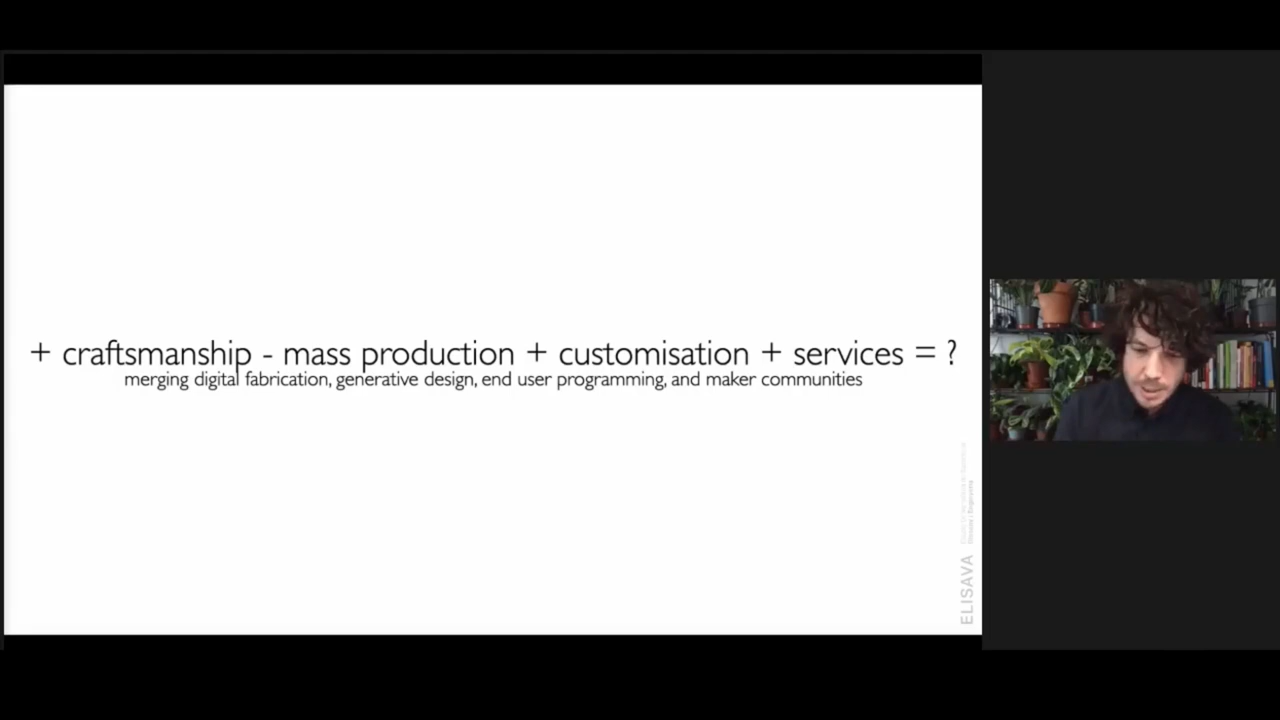 + craftsmanship - mass production + customisation + services = ?
merging digital fabrication, generative design, end user programming, and maker communities
ELISAVA